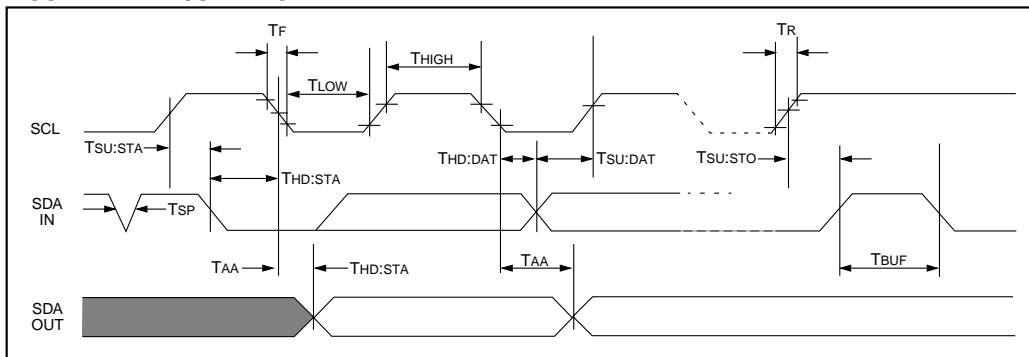 TF
TR
THIGH
TLOW
SCL
TSU:STA
THD:DAT
TSU:DAT
TSU:STO
THD:STA
SDA
IN
TSP
TAA
THD:STA
TAA
TBUF
SDA
OUT